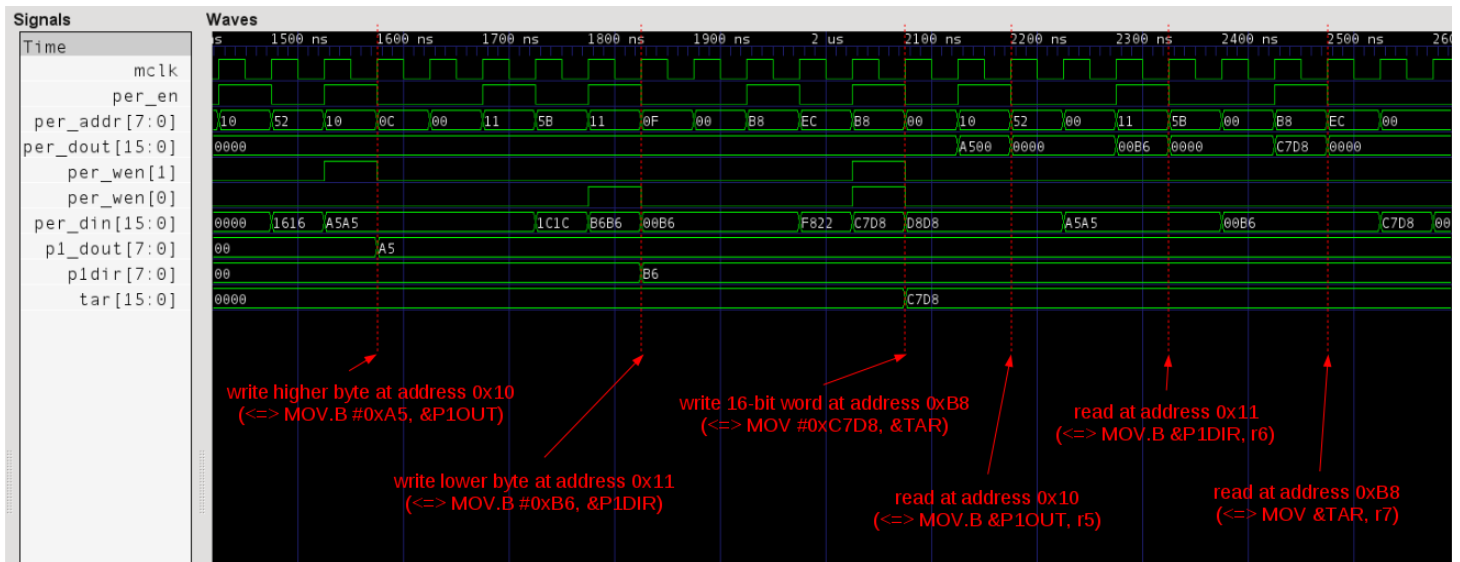 Signals Waves
Time
s 1500 ns 1600 ns 1700 ns 1800 ns 1900 ns 2 us 2100 ns 2200 ns 2300 ns 2400 ns 2500 ns 260
mclk
per_en
per_addr[7:0] 10 52 10 0C 00 11 5B 11 0F 00 B8 EC B8 00 10 52 00 11 5B 00 B8 EC 00
per_dout[15:0] 0000 A500 0000 00B6 0000 C7D8 0000
per_wen[1]
per_wen[0]
per_din[15:0] 0000 1616 A5A5 1C1C B6B6 00B6 F822 C7D8 D8D8 A5A5 00B6 C7D8 00
p1_dout[7:0] 00 A5
p1dir[7:0] 00 B6
tar[15:0] 0000 C7D8
write higher byte at address 0x10
(<=> MOV.B #0xA5, &P1OUT)
write lower byte at address 0x11
(<=> MOV.B #0xB6, &P1DIR)
write 16-bit word at address 0xB8
(<=> MOV #0xC7D8, &TAR)
read at address 0x10
(<=> MOV.B &P1OUT, r5)
read at address 0x11
(<=> MOV.B &P1DIR, r6)
read at address 0xB8
(<=> MOV &TAR, r7)